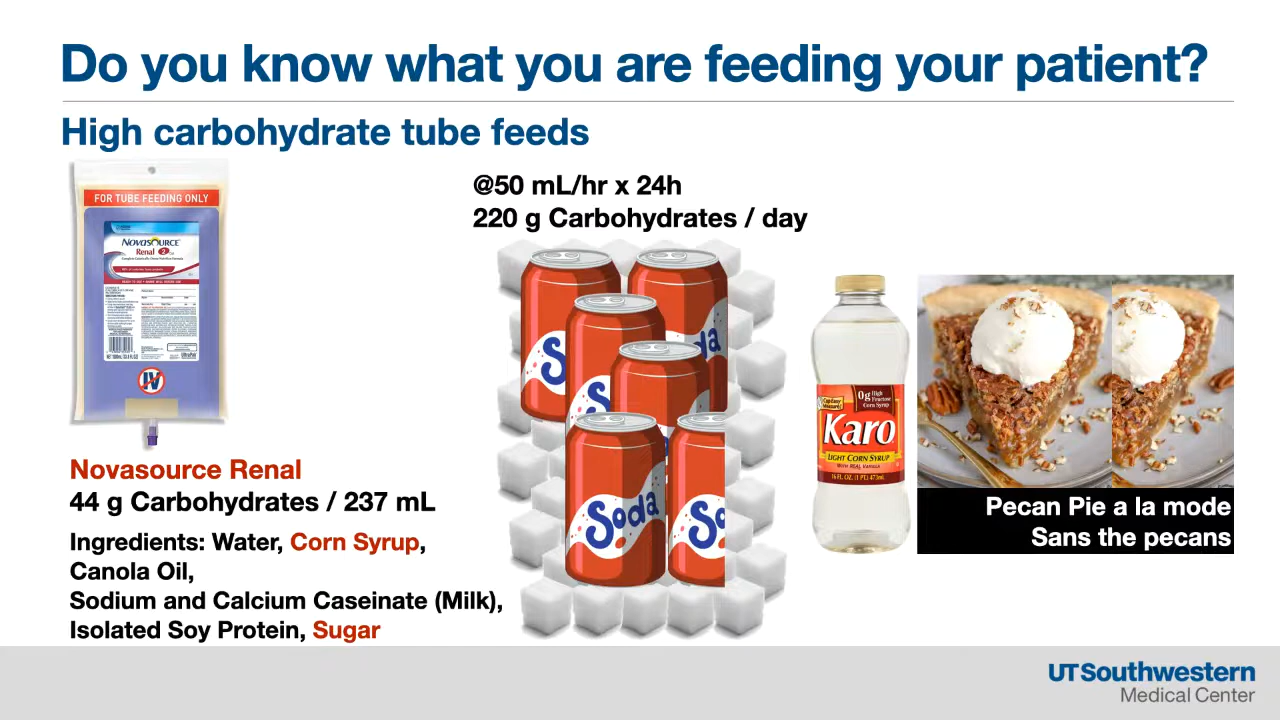 Do you know what you are feeding your patient?
High carbohydrate tube feeds
FOR TUBE FEEDING ONLY
NOVASOURCE
Renal 2
IV
Novasource Renal
44 g Carbohydrates / 237 mL
Ingredients: Water, Corn Syrup,
Canola Oil,
Sodium and Calcium Caseinate (Milk),
Isolated Soy Protein, Sugar
@50 mL/hr x 24h
220 g Carbohydrates / day
S
S
da
Soda
So
0g High
Fructose
Corn Syrup
Karo
LIGHT CORN SYRUP
WITH REAL VANILLA
16 FL. OZ. (1 PT.) 473mL
Pecan Pie a la mode
Sans the pecans
UTSouthwestern
Medical Center